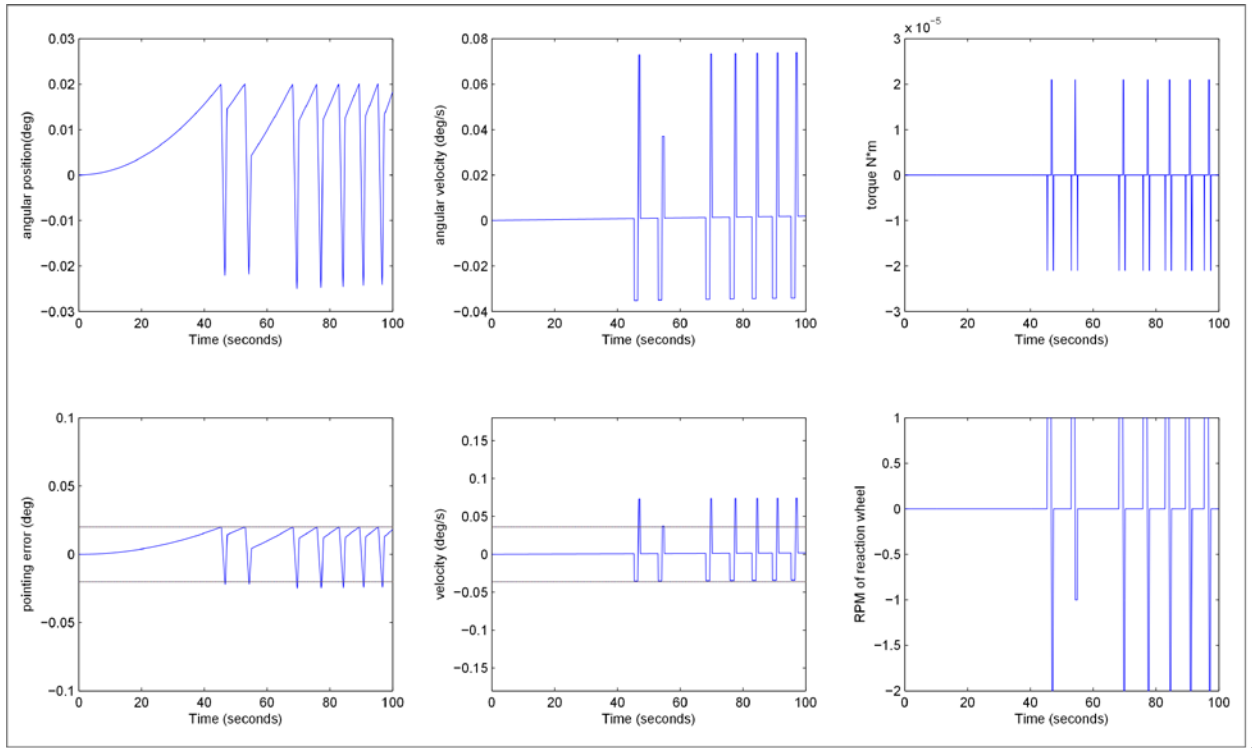 0.03
0.02
0.01
0
−0.01
−0.02
−0.03
angular position(deg)
0 20 40 60 80 100
Time (seconds)
0.08
0.06
0.04
0.02
0
−0.02
−0.04
angular velocity (deg/s)
0 20 40 60 80 100
Time (seconds)
x 10^−5
3
2
1
0
−1
−2
−3
torque N*m
0 20 40 60 80 100
Time (seconds)
0.1
0.05
0
−0.05
−0.1
pointing error (deg)
0 20 40 60 80 100
Time (seconds)
0.15
0.1
0.05
0
−0.05
−0.1
−0.15
velocity (deg/s)
0 20 40 60 80 100
Time (seconds)
1
0.5
0
−0.5
−1
−1.5
−2
RPM of reaction wheel
0 20 40 60 80 100
Time (seconds)